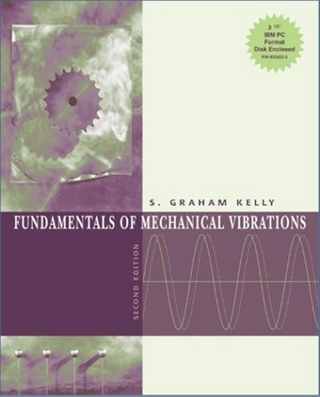 3 1/2"
IBM PC
Format
Disk Enclosed
S. GRAHAM KELLY
FUNDAMENTALS OF MECHANICAL VIBRATIONS
SECOND EDITION